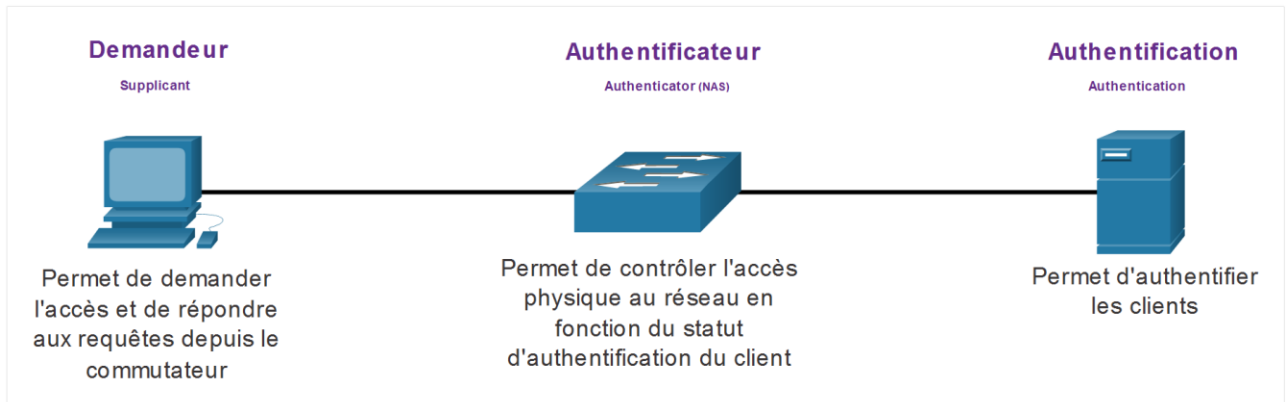 Demandeur
Supplicant
Permet de demander
l'accès et de répondre
aux requêtes depuis le
commutateur
Authentificateur
Authenticator (NAS)
Permet de contrôler l'accès
physique au réseau en
fonction du statut
d'authentification du client
Authentification
Authentication
Permet d'authentifier
les clients